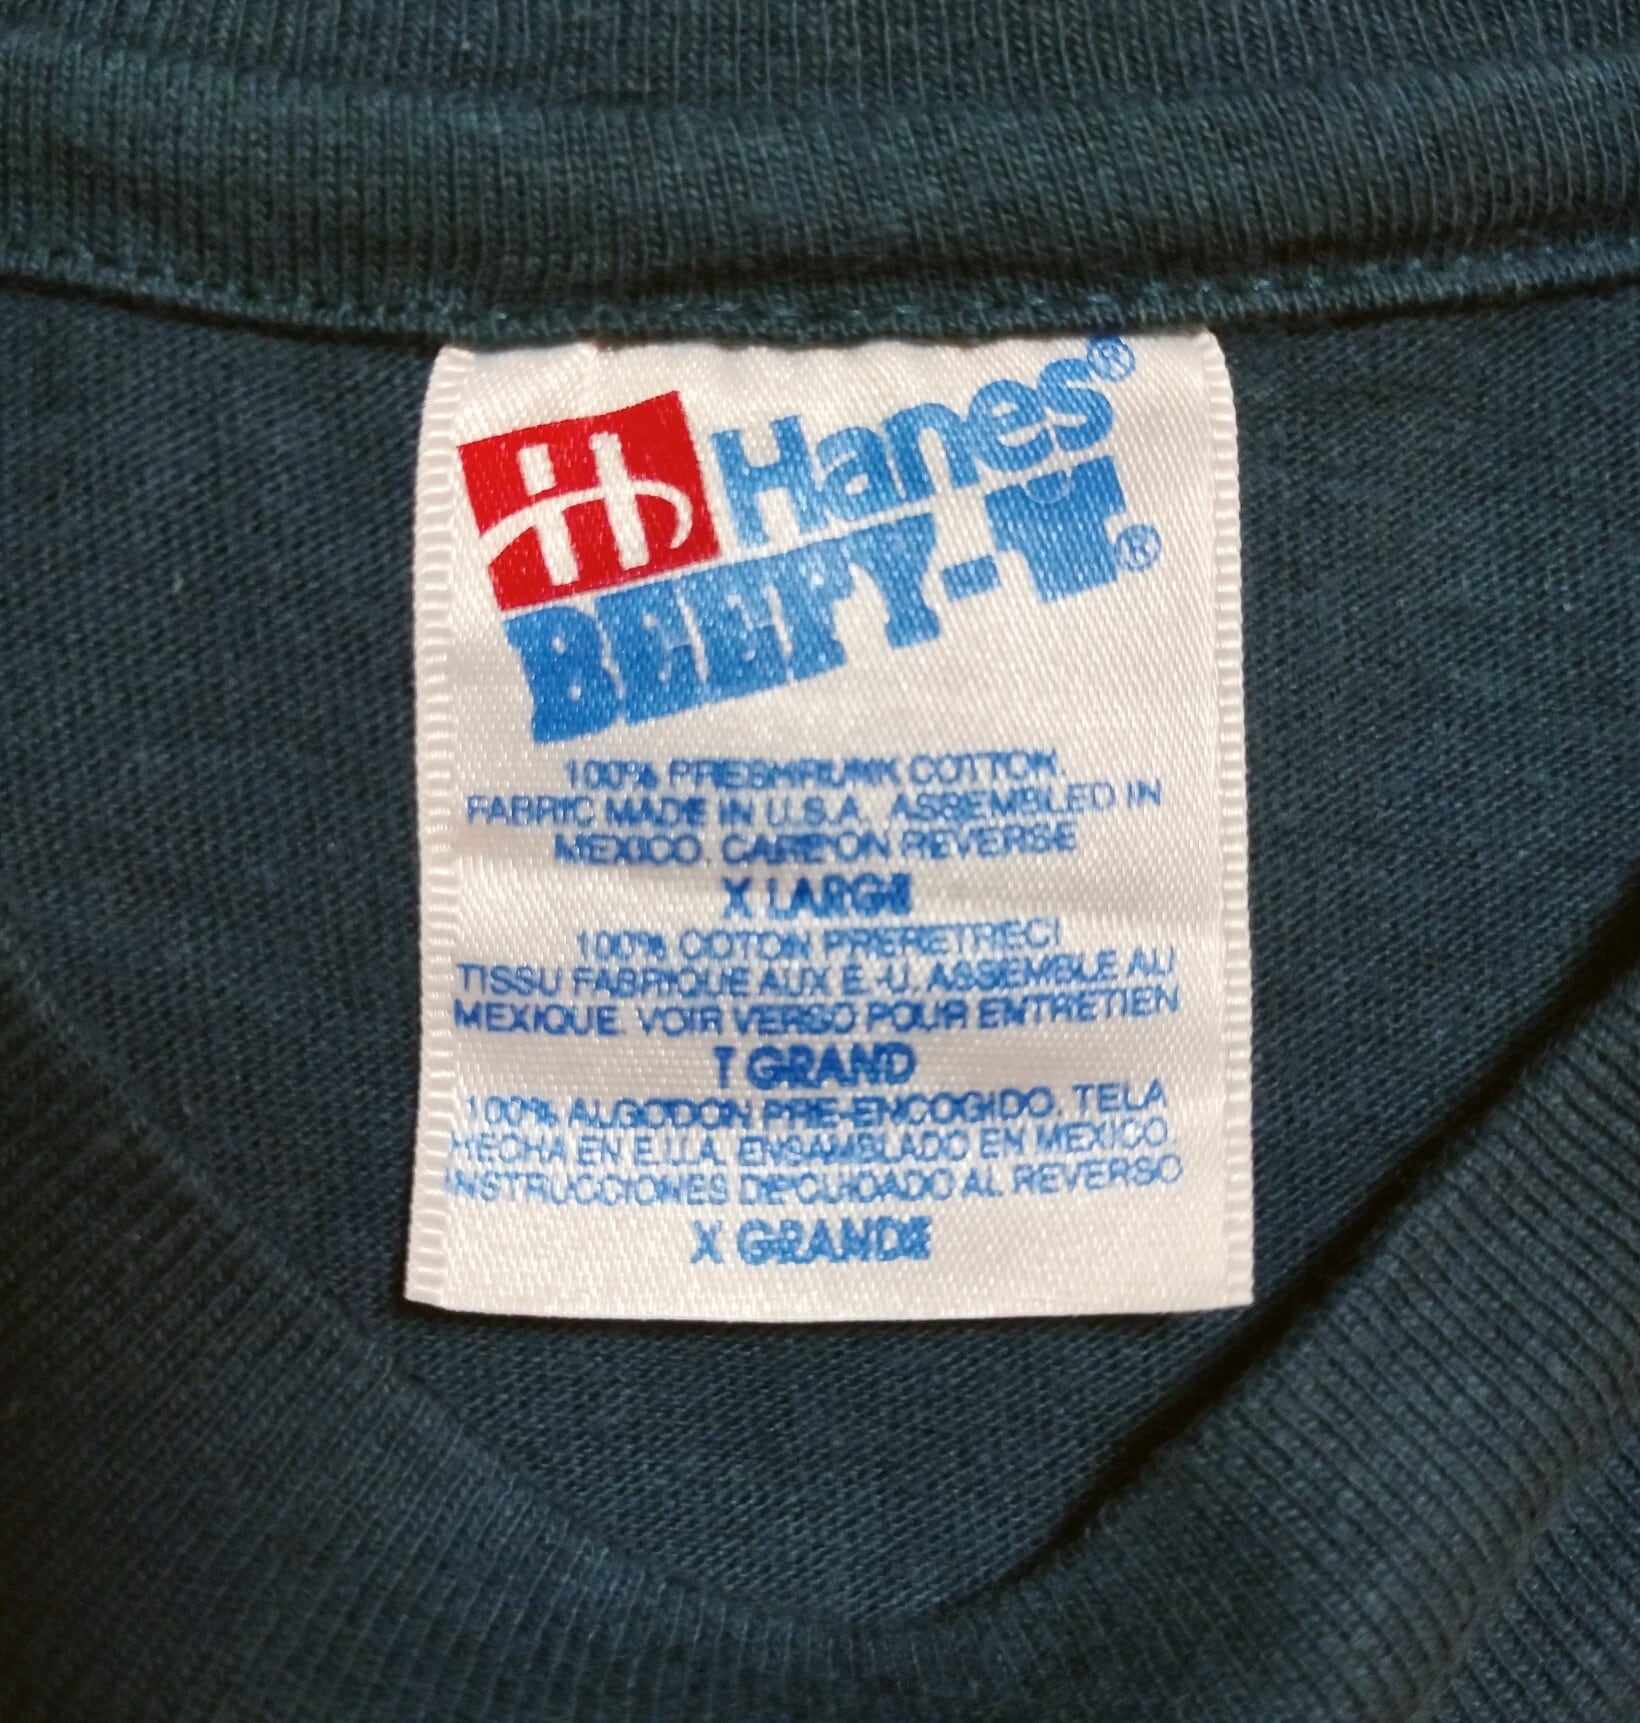 Hanes®
BEEFY-T®
100% PRESHRUNK COTTON.
FABRIC MADE IN U.S.A. ASSEMBLED IN
MEXICO. CARE ON REVERSE
X LARGE
100% COTON PRERETRECI
TISSU FABRIQUE AUX E.-U. ASSEMBLE AU
MEXIQUE. VOIR VERSO POUR ENTRETIEN
T GRAND
100% ALGODON PRE-ENCOGIDO. TELA
HECHA EN E.U.A. ENSAMBLADO EN MEXICO.
INSTRUCCIONES DE CUIDADO AL REVERSO
X GRANDE